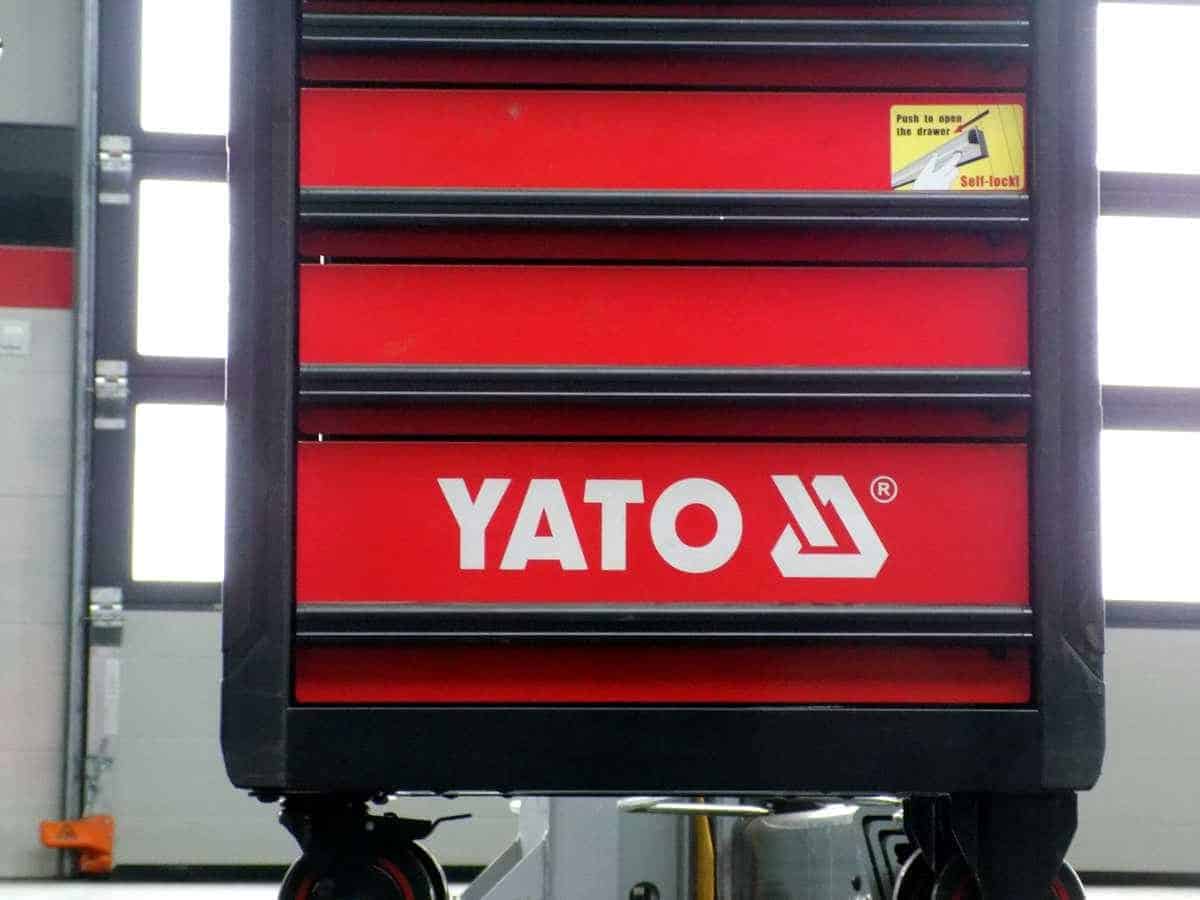 Push to open
the drawer
Self-lock!
YATO ®